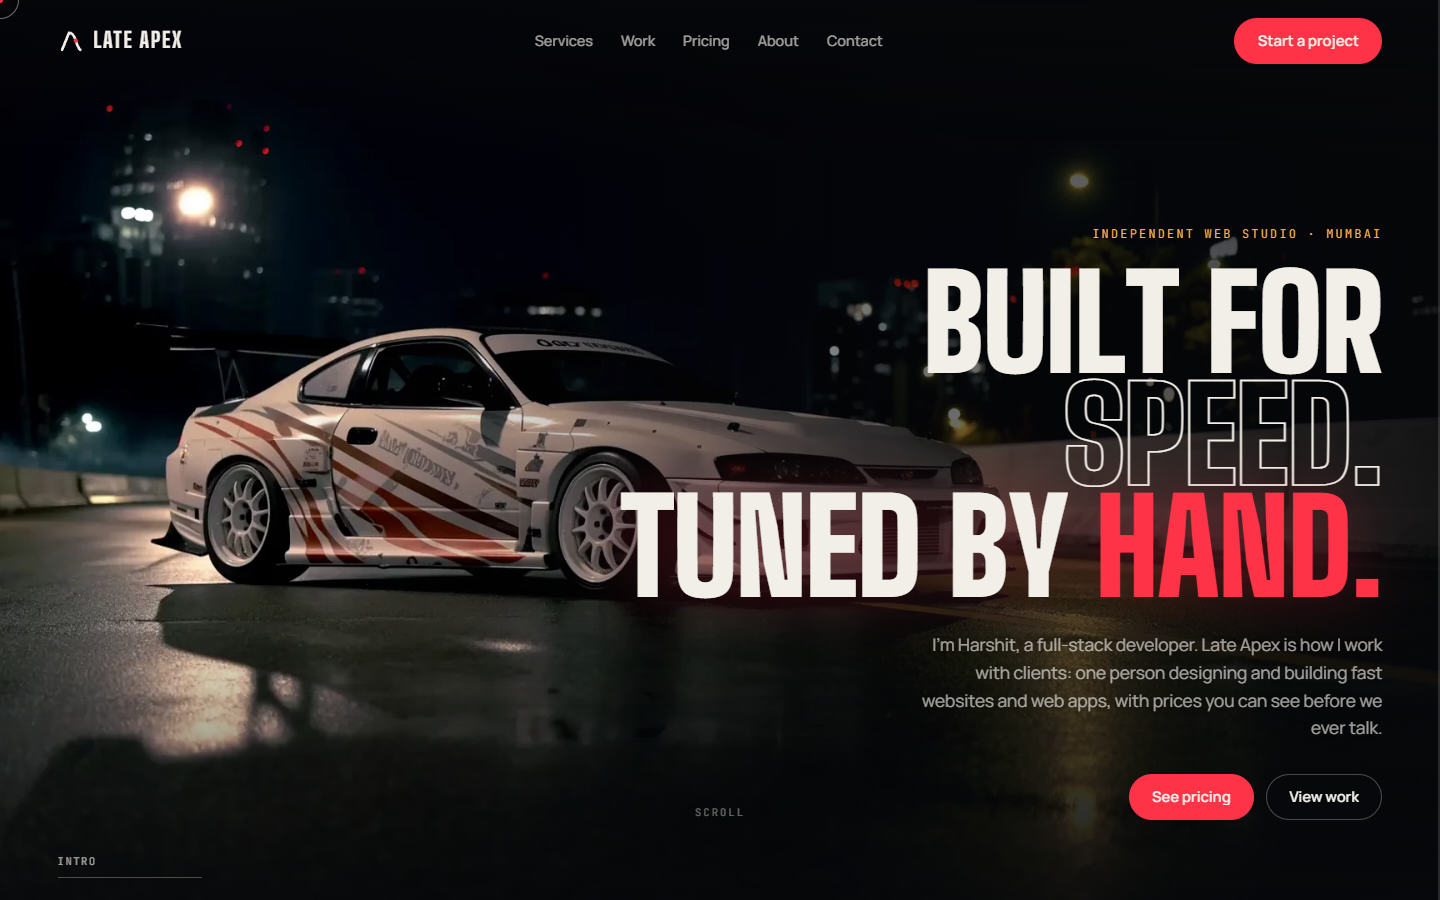 LATE APEX
Services
Work
Pricing
About
Contact
Start a project
INDEPENDENT WEB STUDIO · MUMBAI
BUILT FOR
SPEED.
TUNED BY HAND.
I'm Harshit, a full-stack developer. Late Apex is how I work
with clients: one person designing and building fast
websites and web apps, with prices you can see before we
ever talk.
See pricing
View work
SCROLL
INTRO